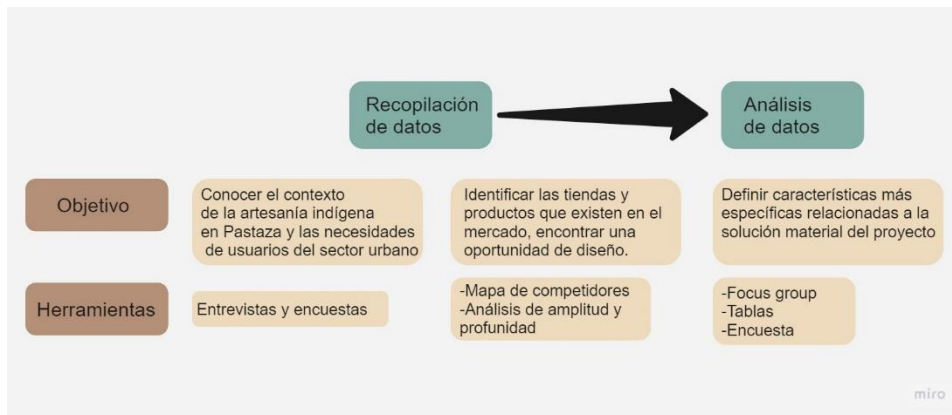 Recopilación
de datos
Análisis
de datos
Objetivo
Conocer el contexto
de la artesanía indígena
en Pastaza y las necesidades
de usuarios del sector urbano
Identificar las tiendas y
productos que existen en el
mercado, encontrar una
oportunidad de diseño.
Definir características más
específicas relacionadas a la
solución material del proyecto
Herramientas
Entrevistas y encuestas
-Mapa de competidores
-Análisis de amplitud y
profunidad
-Focus group
-Tablas
-Encuesta
miro